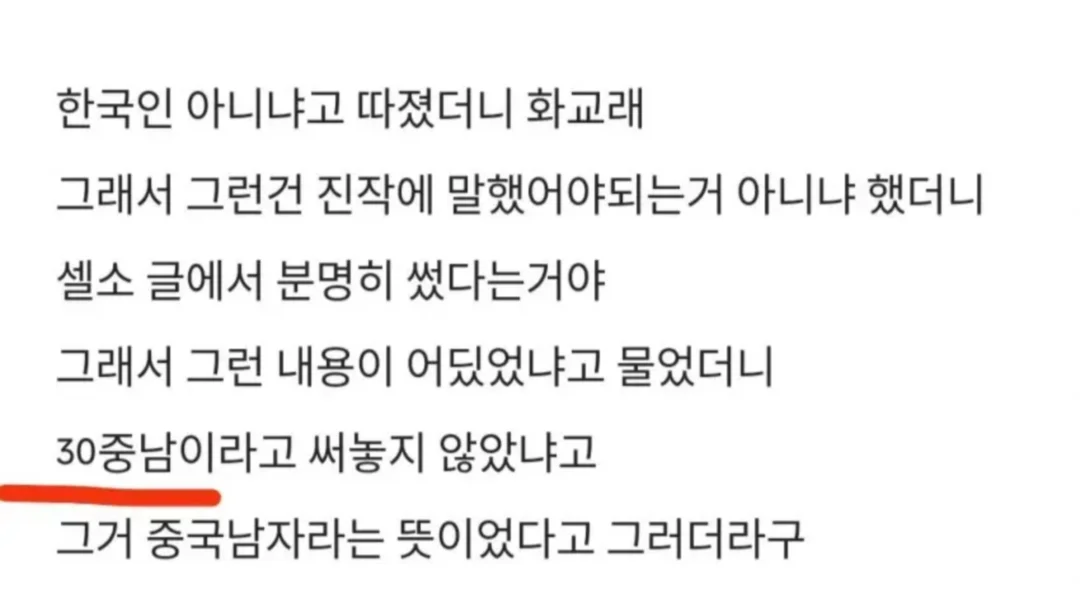 한국인 아니냐고 따졌더니 화교래
그래서 그런건 진작에 말했어야되는거 아니냐 했더니
셀소 글에서 분명히 썼다는거야
그래서 그런 내용이 어딨었냐고 물었더니
30중남이라고 써놓지 않았냐고
그거 중국남자라는 뜻이었다고 그러더라구